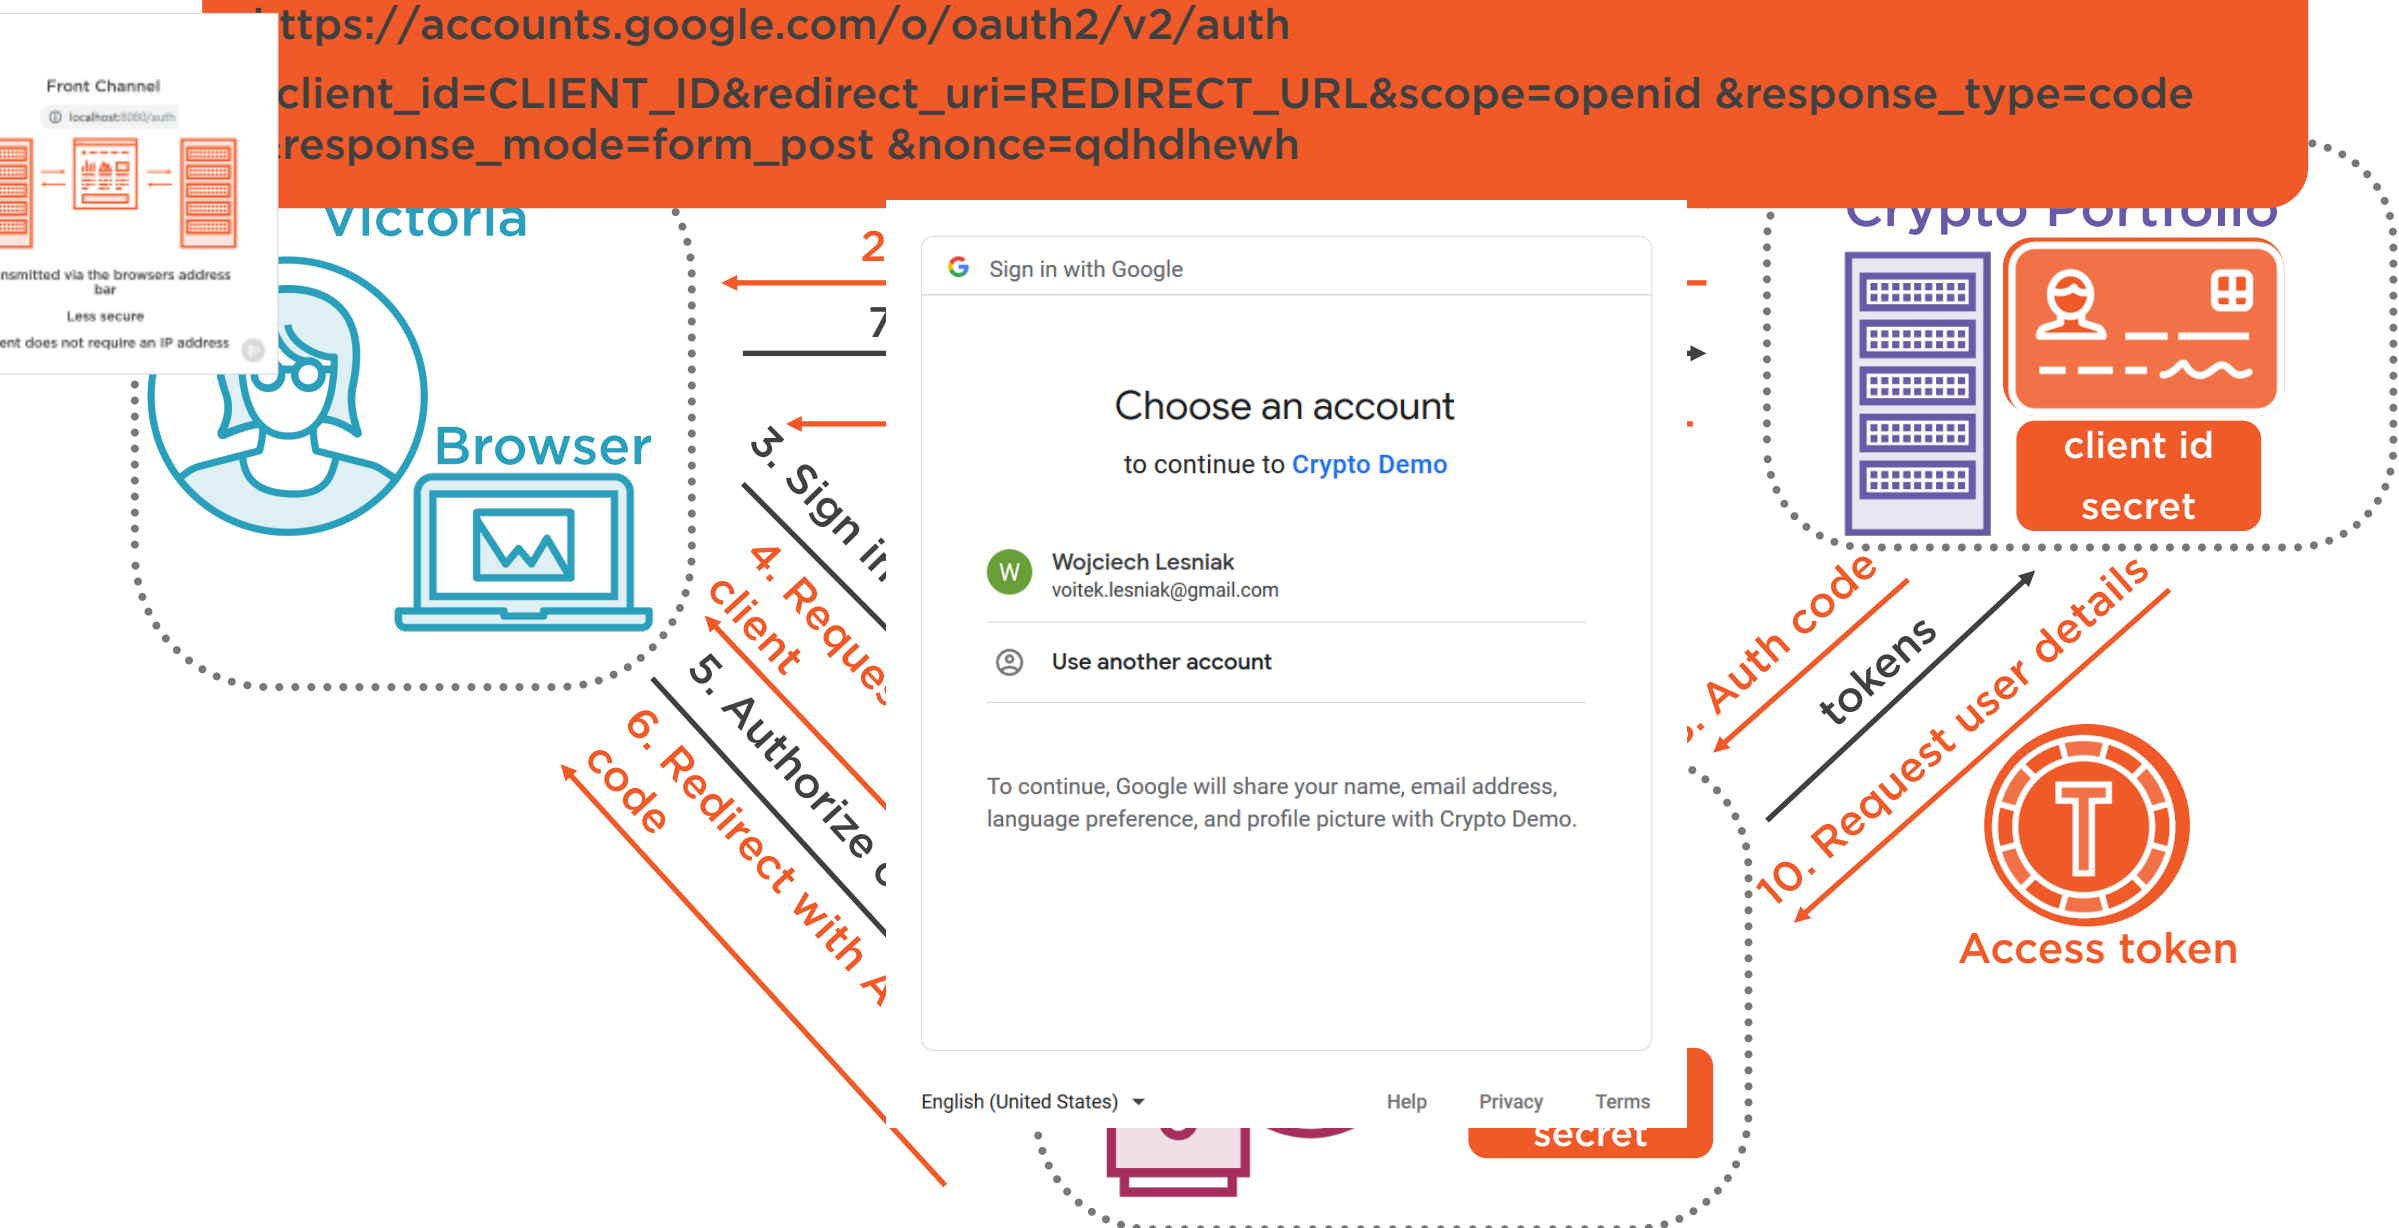 https://accounts.google.com/o/oauth2/v2/auth
client_id=CLIENT_ID&redirect_uri=REDIRECT_URL&scope=openid &response_type=code
response_mode=form_post &nonce=qdhdhewh
Front Channel
localhost:8080/auth
nsmitted via the browsers address
bar
Less secure
ent does not require an IP address
Victoria
Browser
2
7
3. Sign in
4. Reques
client
5. Authorize c
6. Redirect with A
code
Sign in with Google
Choose an account
to continue to Crypto Demo
W
Wojciech Lesniak
voitek.lesniak@gmail.com
Use another account
To continue, Google will share your name, email address,
language preference, and profile picture with Crypto Demo.
English (United States)
Help Privacy Terms
secret
Crypto Portfolio
client id
secret
. Auth code
tokens
10. Request user details
T
Access token